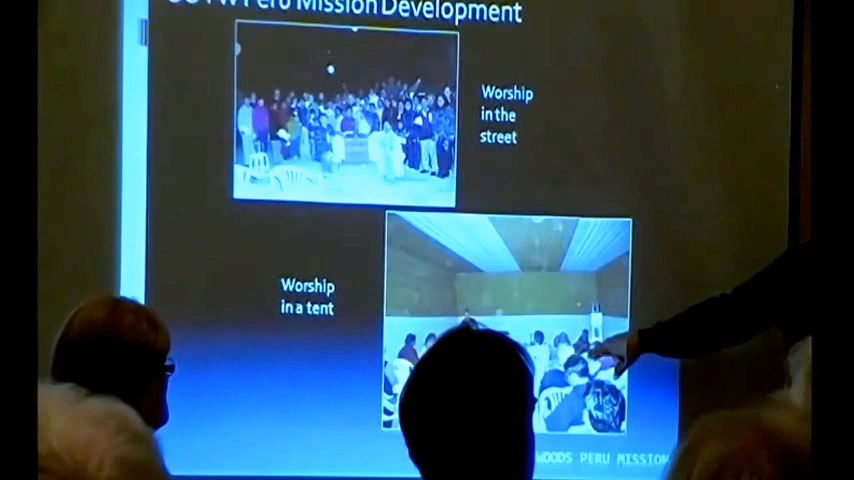 Peru Mission Development
Worship
in the
street
Worship
in a tent
WOODS PERU MISSION